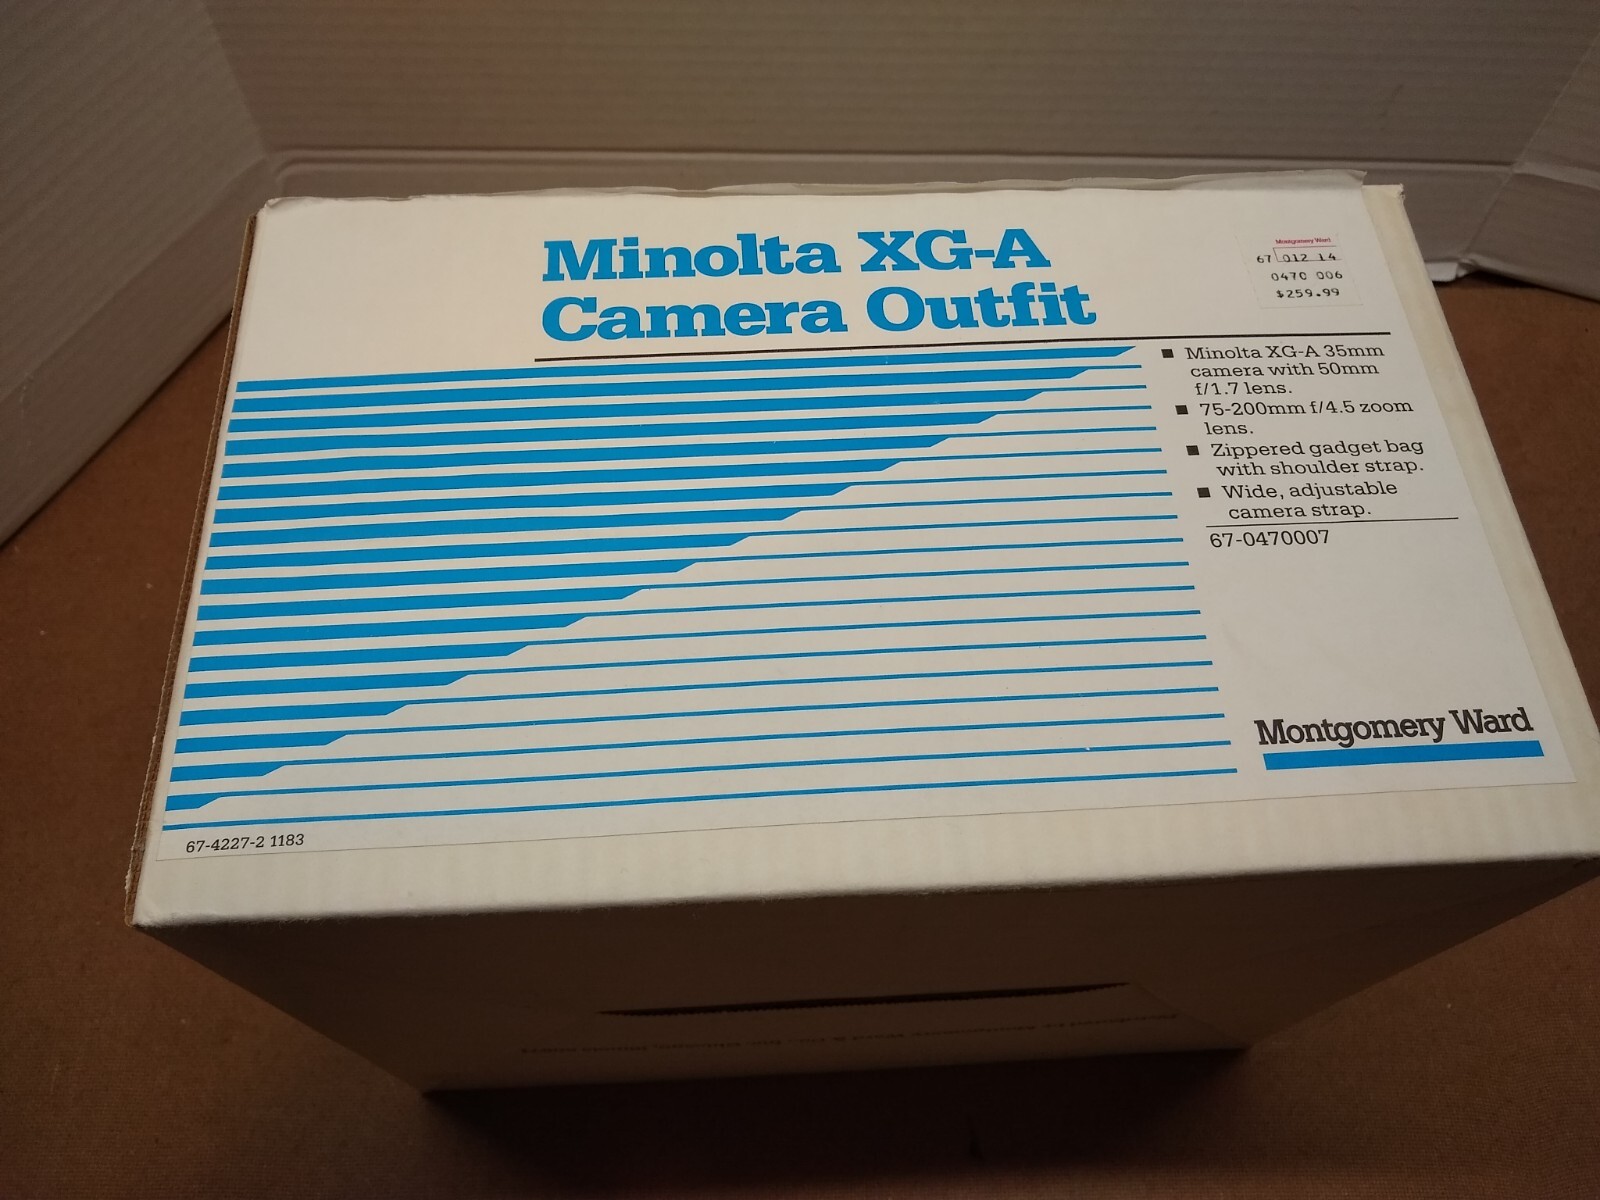 Minolta XG-A
Camera Outfit
Montgomery Ward
67 012 14
0470 006
$259.99
■ Minolta XG-A 35mm
camera with 50mm
f/1.7 lens.
■ 75-200mm f/4.5 zoom
lens.
■ Zippered gadget bag
with shoulder strap.
■ Wide, adjustable
camera strap.
67-0470007
Montgomery Ward
67-4227-2 1183